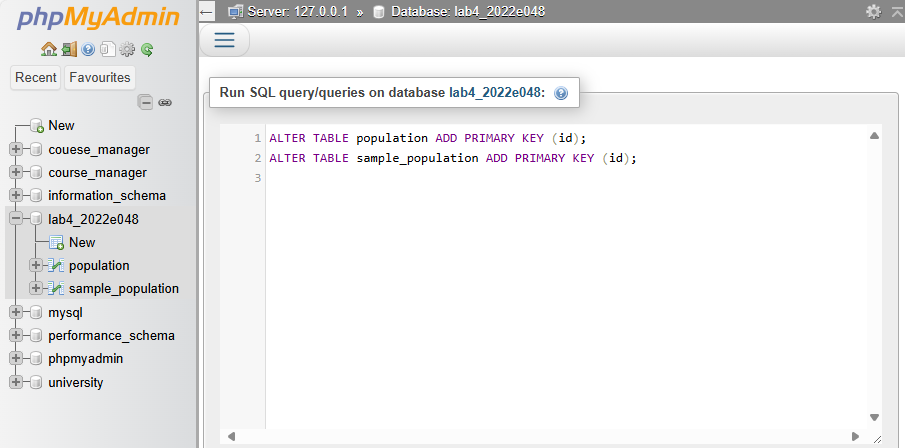 phpMyAdmin
Recent Favourites
New
couese_manager
course_manager
information_schema
lab4_2022e048
New
population
sample_population
mysql
performance_schema
phpmyadmin
university
Server: 127.0.0.1 » Database: lab4_2022e048
Run SQL query/queries on database lab4_2022e048:
1 ALTER TABLE population ADD PRIMARY KEY (id);
2 ALTER TABLE sample_population ADD PRIMARY KEY (id);
3